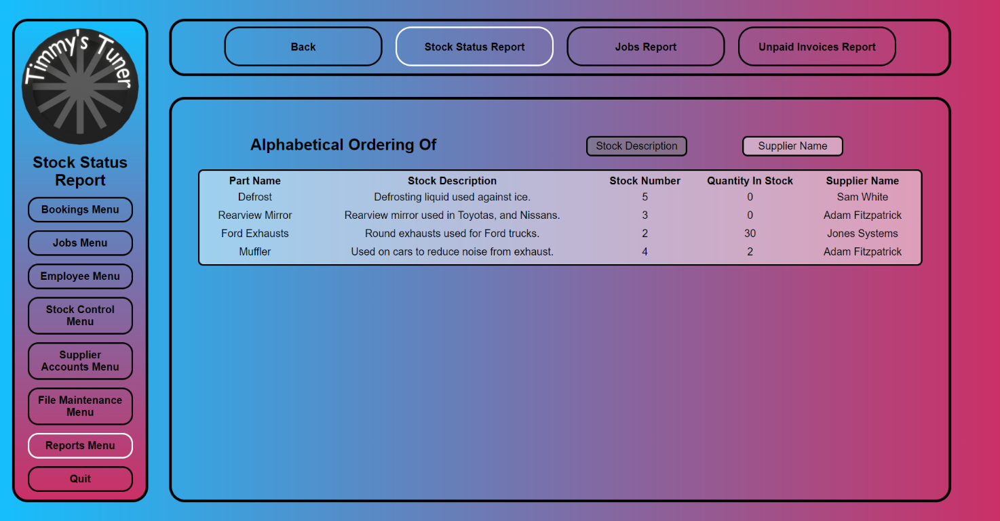 Timmy's Tuner
Stock Status
Report
Bookings Menu
Jobs Menu
Employee Menu
Stock Control
Menu
Supplier
Accounts Menu
File Maintenance
Menu
Reports Menu
Quit
Back Stock Status Report Jobs Report Unpaid Invoices Report
Alphabetical Ordering Of Stock Description Supplier Name
Part Name Stock Description Stock Number Quantity In Stock Supplier Name
Defrost Defrosting liquid used against ice. 5 0 Sam White
Rearview Mirror Rearview mirror used in Toyotas, and Nissans. 3 0 Adam Fitzpatrick
Ford Exhausts Round exhausts used for Ford trucks. 2 30 Jones Systems
Muffler Used on cars to reduce noise from exhaust. 4 2 Adam Fitzpatrick